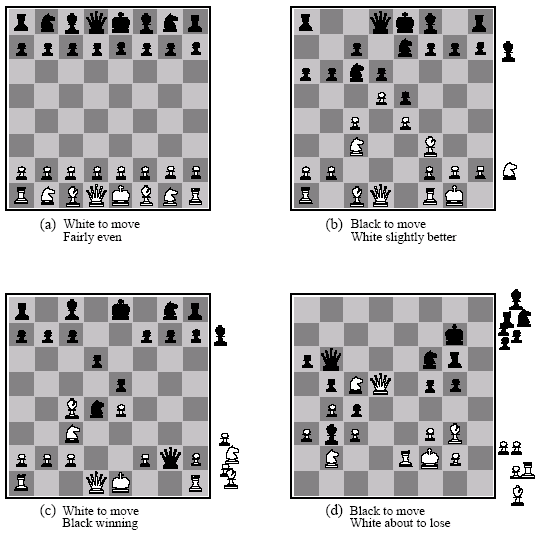 (a) White to move
Fairly even
(b) Black to move
White slightly better
(c) White to move
Black winning
(d) Black to move
White about to lose